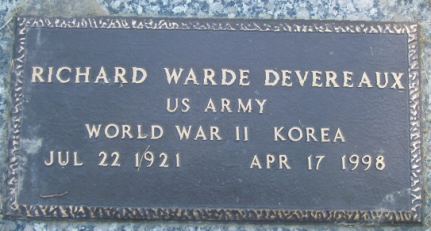 RICHARD WARDE DEVEREAUX
US ARMY
WORLD WAR II KOREA
JUL 22 1921 APR 17 1998